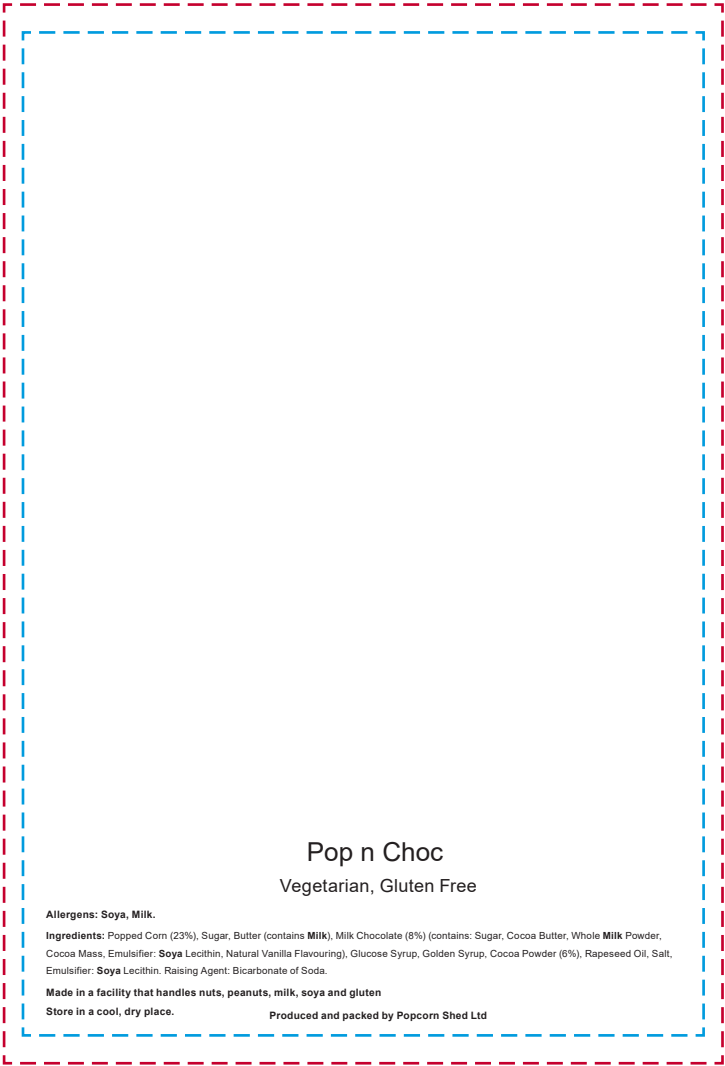 Pop n Choc
Vegetarian, Gluten Free
Allergens: Soya, Milk.
Ingredients: Popped Corn (23%), Sugar, Butter (contains Milk), Milk Chocolate (8%) (contains: Sugar, Cocoa Butter, Whole Milk Powder,
Cocoa Mass, Emulsifier: Soya Lecithin, Natural Vanilla Flavouring), Glucose Syrup, Golden Syrup, Cocoa Powder (6%), Rapeseed Oil, Salt,
Emulsifier: Soya Lecithin. Raising Agent: Bicarbonate of Soda.
Made in a facility that handles nuts, peanuts, milk, soya and gluten
Store in a cool, dry place.
Produced and packed by Popcorn Shed Ltd